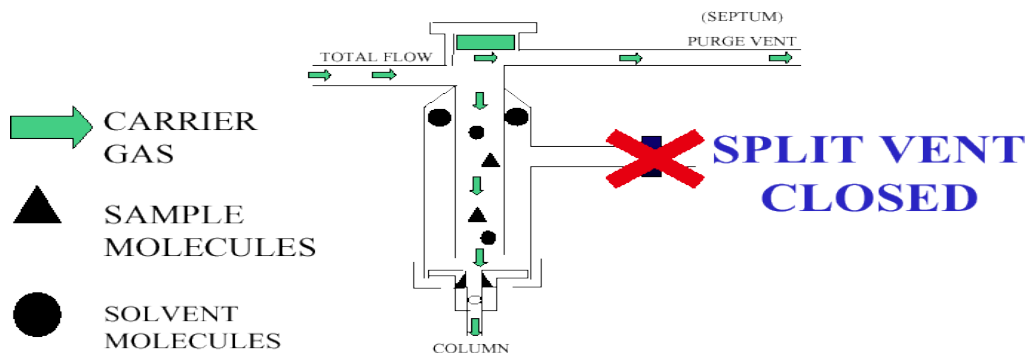 (SEPTUM)
PURGE VENT
TOTAL FLOW
CARRIER
GAS
SPLIT VENT
CLOSED
SAMPLE
MOLECULES
SOLVENT
MOLECULES
COLUMN